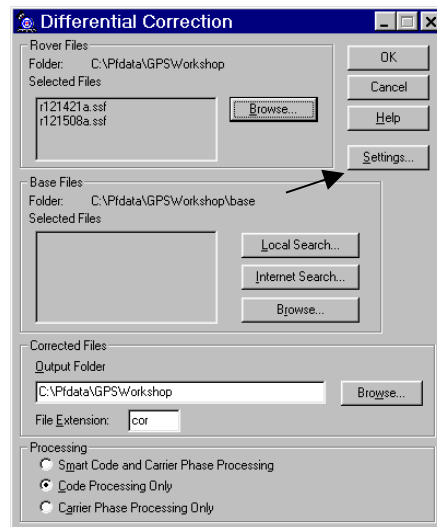 Differential Correction
Rover Files
Folder: C:\Pfdata\GPSWorkshop
Selected Files
r121421a.ssf
r121508a.ssf
Browse...
OK
Cancel
Help
Settings...
Base Files
Folder: C:\Pfdata\GPSWorkshop\base
Selected Files
Local Search...
Internet Search...
Browse...
Corrected Files
Output Folder
C:\Pfdata\GPSWorkshop
Browse...
File Extension: cor
Processing
Smart Code and Carrier Phase Processing
Code Processing Only
Carrier Phase Processing Only